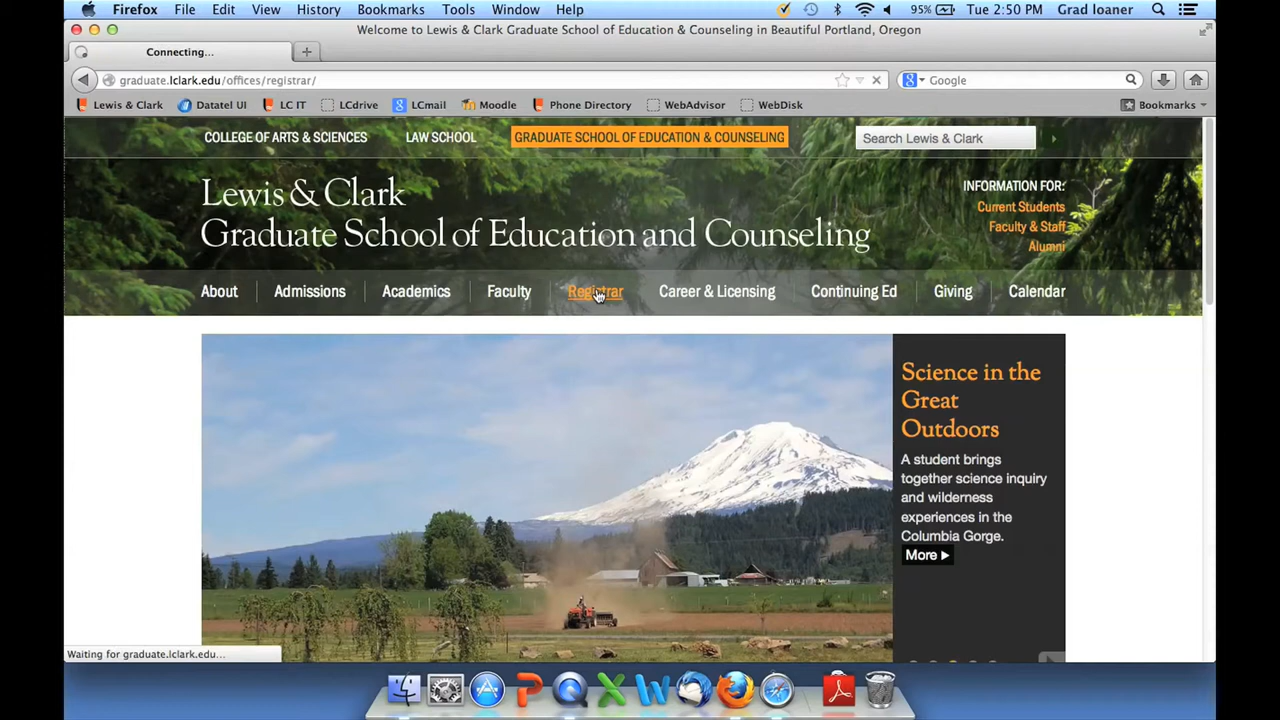 Firefox File Edit View History Bookmarks Tools Window Help 95% Tue 2:50 PM Grad loaner
Welcome to Lewis & Clark Graduate School of Education & Counseling in Beautiful Portland, Oregon
Connecting...
graduate.lclark.edu/offices/registrar/ Google
Lewis & Clark Datatel UI LC IT LCdrive LCmail Moodle Phone Directory WebAdvisor WebDisk Bookmarks
COLLEGE OF ARTS & SCIENCES LAW SCHOOL GRADUATE SCHOOL OF EDUCATION & COUNSELING Search Lewis & Clark
Lewis & Clark
Graduate School of Education and Counseling
INFORMATION FOR:
Current Students
Faculty & Staff
Alumni
About Admissions Academics Faculty Registrar Career & Licensing Continuing Ed Giving Calendar
Science in the
Great
Outdoors
A student brings
together science inquiry
and wilderness
experiences in the
Columbia Gorge.
More
Waiting for graduate.lclark.edu...